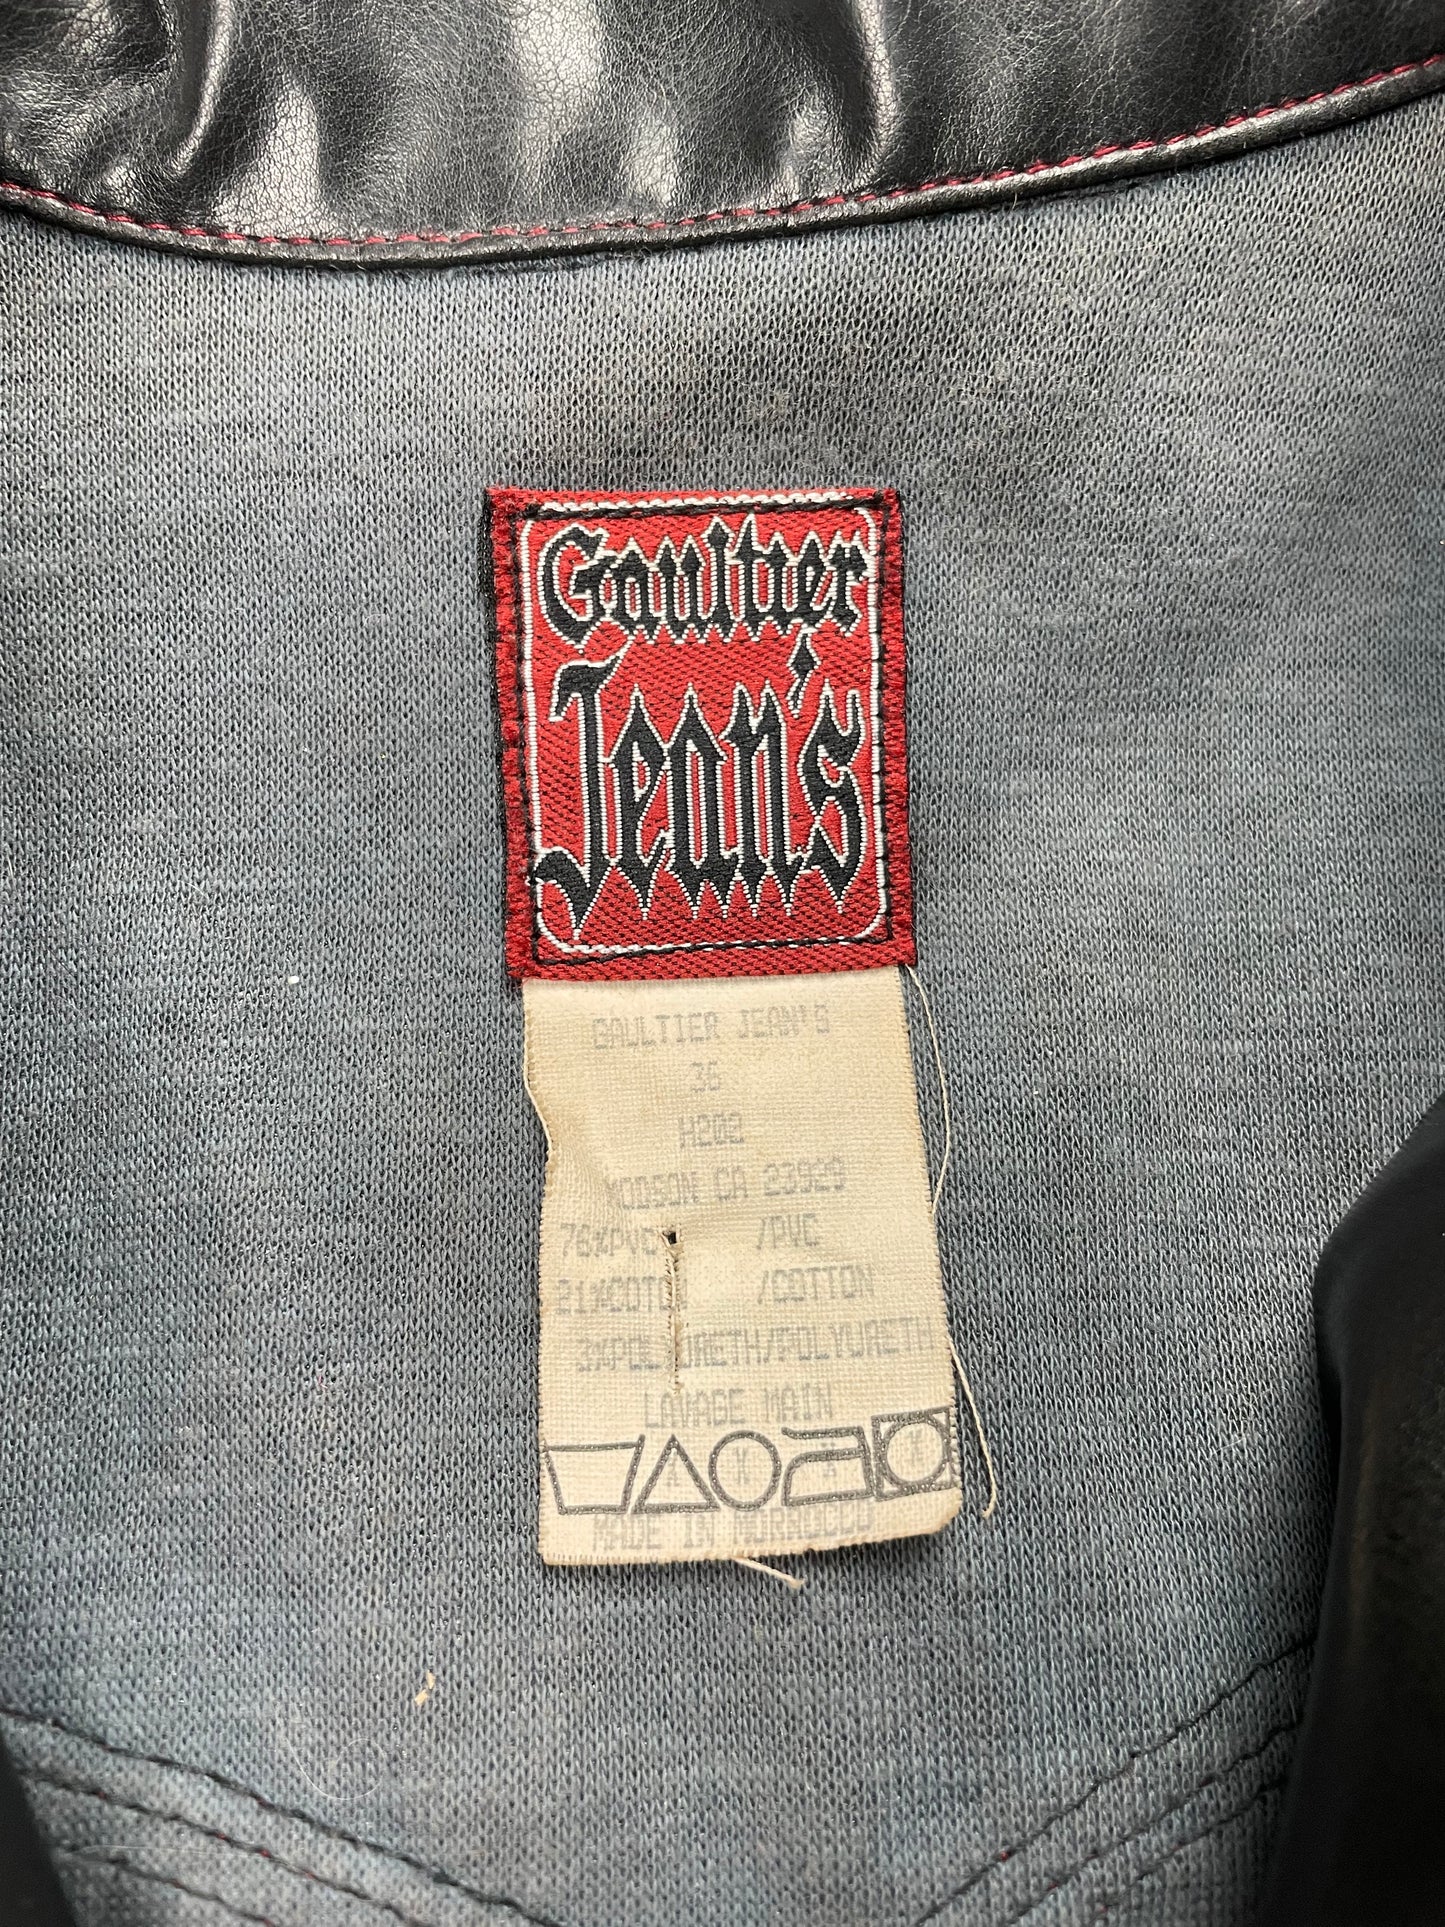 Gaultier
Jean's
GAULTIER JEAN'S
36
H202
MODSON CA 23929
76%PVC /PVC
21%COTON /COTTON
3%POLYURETH/POLYURETH
LAVAGE MAIN
X X X X
MADE IN MOROCCO